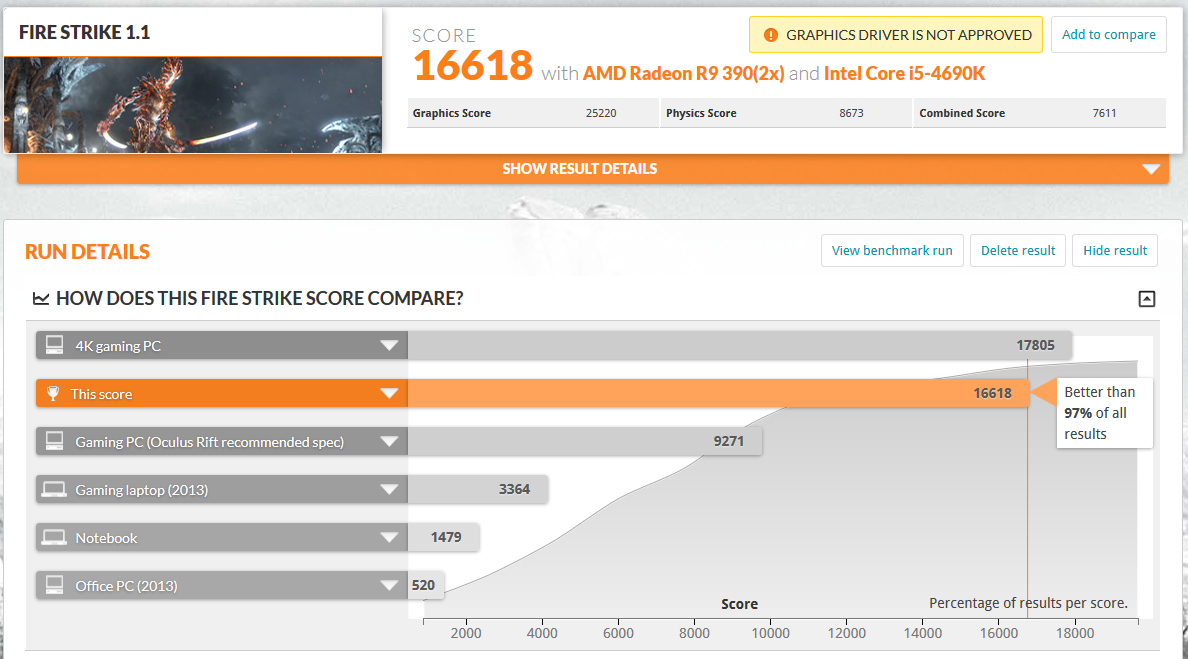 FIRE STRIKE 1.1
SCORE
16618 with AMD Radeon R9 390(2x) and Intel Core i5-4690K
GRAPHICS DRIVER IS NOT APPROVED
Add to compare
Graphics Score 25220 Physics Score 8673 Combined Score 7611
SHOW RESULT DETAILS
RUN DETAILS
View benchmark run Delete result Hide result
HOW DOES THIS FIRE STRIKE SCORE COMPARE?
4K gaming PC 17805
This score 16618
Better than
97% of all
results
Gaming PC (Oculus Rift recommended spec) 9271
Gaming laptop (2013) 3364
Notebook 1479
Office PC (2013) 520
Score
Percentage of results per score.
2000 4000 6000 8000 10000 12000 14000 16000 18000